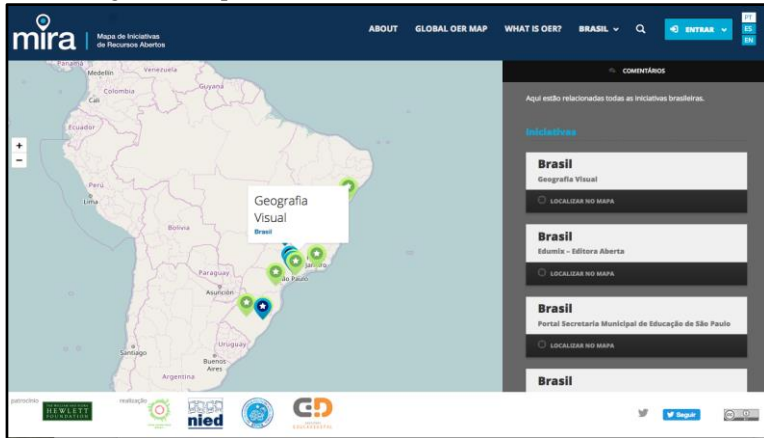 mira
Mapa de Iniciativas
de Recursos Abertos
ABOUT
GLOBAL OER MAP
WHAT IS OER?
BRASIL
ENTRAR
PT
ES
EN
COMENTÁRIOS
Aqui estão relacionadas todas as iniciativas brasileiras.
Iniciativas
Brasil
Geografia Visual
LOCALIZAR NO MAPA
Brasil
Edumix – Editora Aberta
LOCALIZAR NO MAPA
Brasil
Portal Secretaria Municipal de Educação de São Paulo
LOCALIZAR NO MAPA
Brasil
+
−
Panamá
Medellín
Venezuela
Guyana
Colombia
Cali
Ecuador
Perú
Lima
Geografia
Visual
Brasil
Bolivia
Paraguay
Asunción
São Paulo
Santiago
Uruguay
Buenos
Aires
Argentina
patrocínio
HEWLETT
FOUNDATION
realização
nied
Seguir